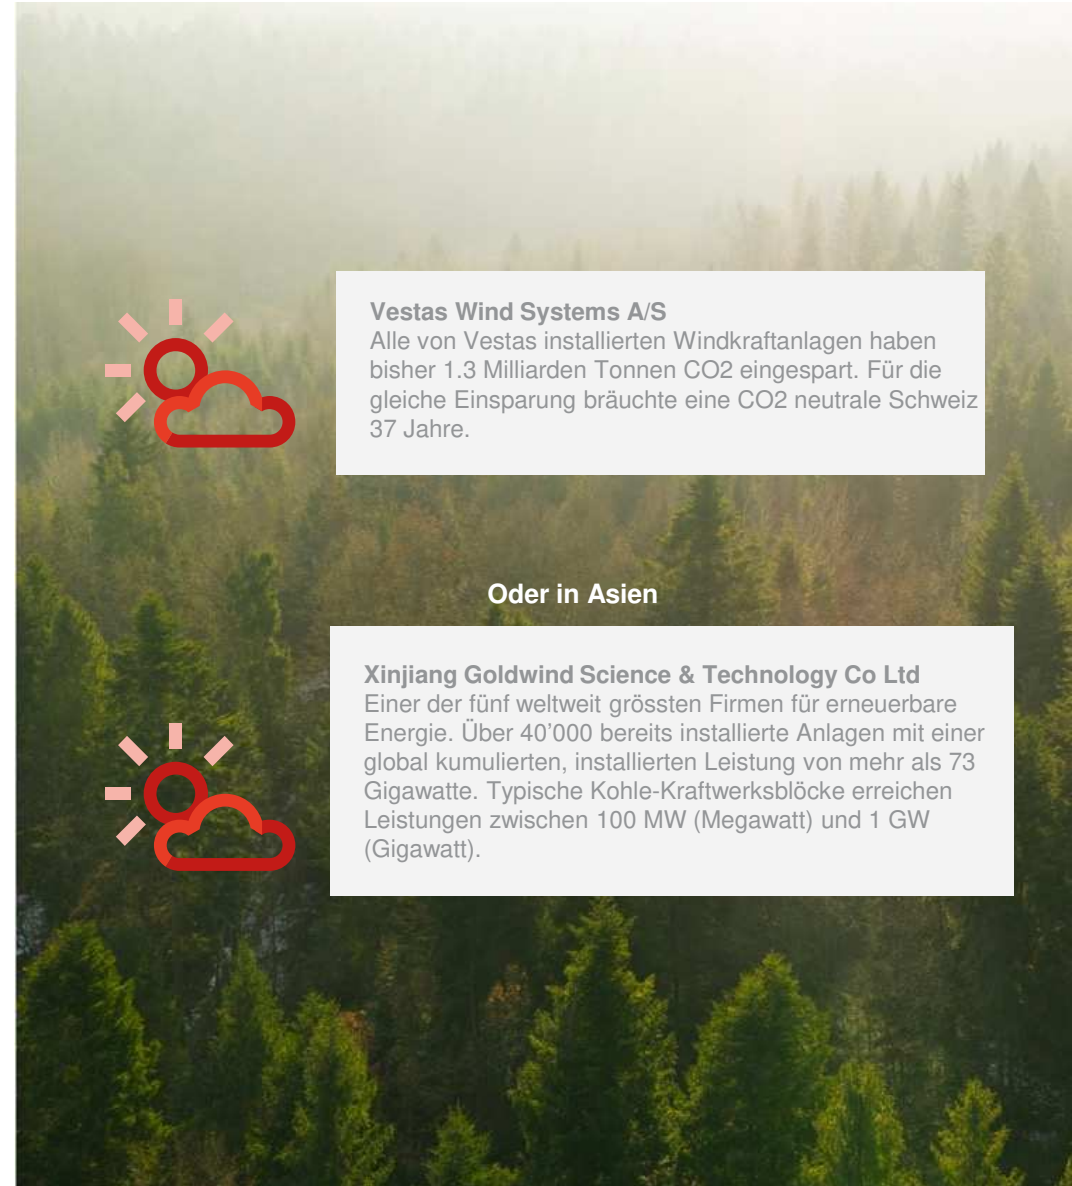 Vestas Wind Systems A/S
Alle von Vestas installierten Windkraftanlagen haben
bisher 1.3 Milliarden Tonnen CO2 eingespart. Für die
gleiche Einsparung bräuchte eine CO2 neutrale Schweiz
37 Jahre.
Oder in Asien
Xinjiang Goldwind Science & Technology Co Ltd
Einer der fünf weltweit grössten Firmen für erneuerbare
Energie. Über 40’000 bereits installierte Anlagen mit einer
global kumulierten, installierten Leistung von mehr als 73
Gigawatte. Typische Kohle-Kraftwerksblöcke erreichen
Leistungen zwischen 100 MW (Megawatt) und 1 GW
(Gigawatt).